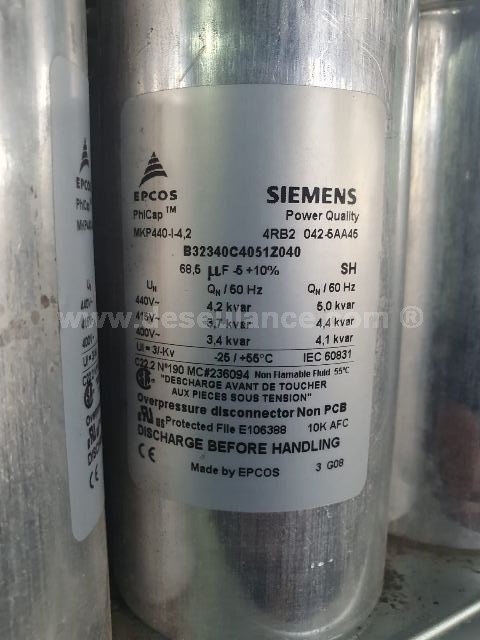 EPCOS
PhiCap™
MKP440-I-4,2
SIEMENS
Power Quality
4RB2 042-5AA45
B32340C4051Z040
68,5 µF -5 +10% SH
UN QN / 60 Hz QN / 60 Hz
440V~ 4,2 kvar 5,0 kvar
415V~ 3,7 kvar 4,4 kvar
400V~ 3,4 kvar 4,1 kvar
Ui = 3/-Kv -25 / +55°C IEC 60831
C22.2 N°190 MC#236094 Non Flamable Fluid 55°C
"DESCHARGE AVANT DE TOUCHER
AUX PIECES SOUS TENSION"
Overpressure disconnector Non PCB
US Protected File E106388 10K AFC
DISCHARGE BEFORE HANDLING
CE
Made by EPCOS 3 G08
EPCOS
PhiCap™
MKP440-